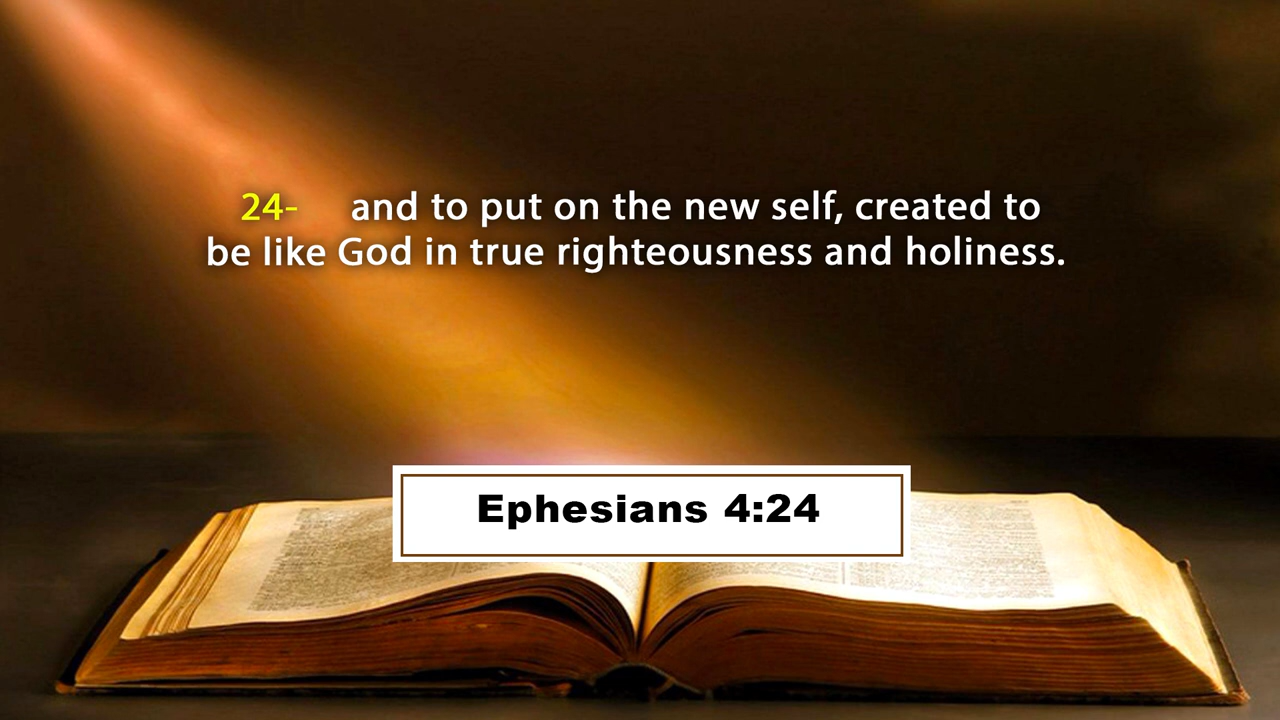 24- and to put on the new self, created to
be like God in true righteousness and holiness.
Ephesians 4:24